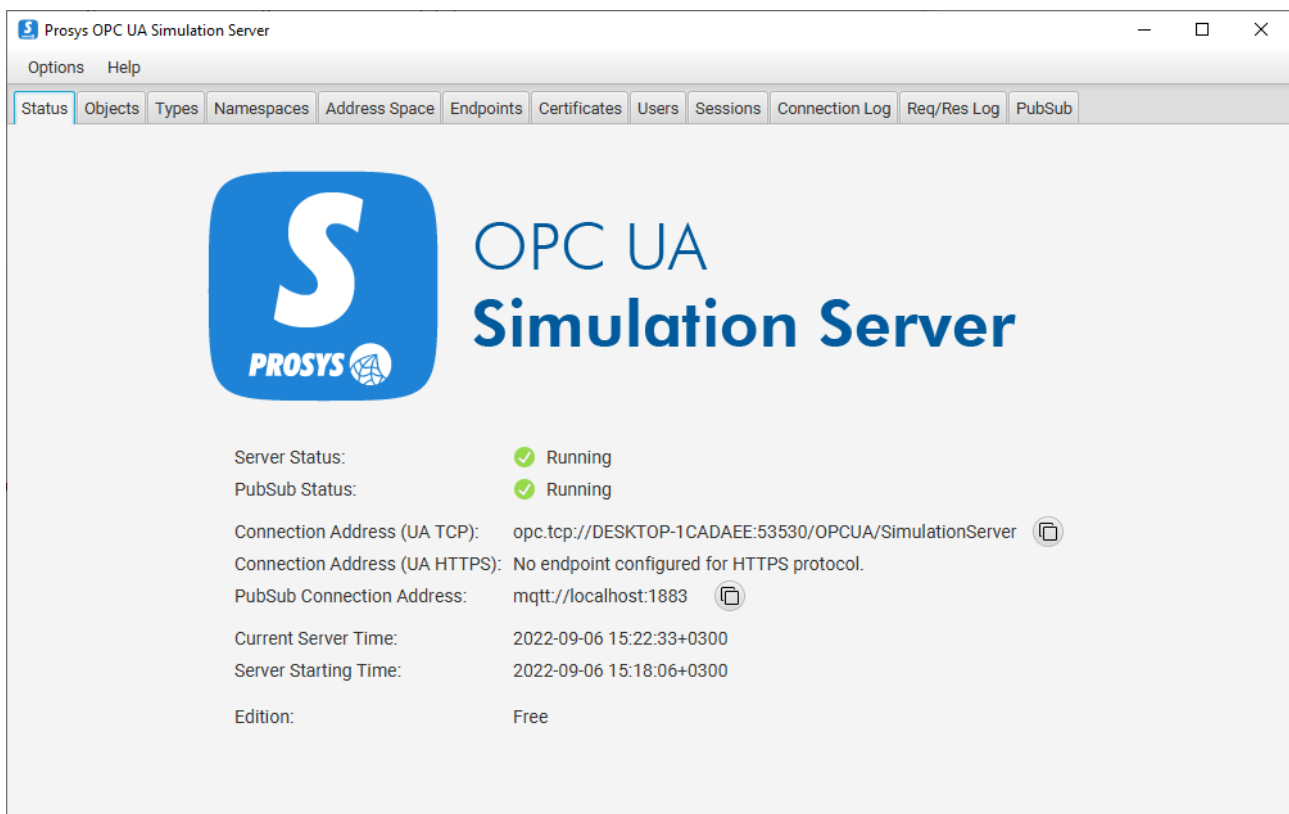 Prosys OPC UA Simulation Server
Options Help
Status Objects Types Namespaces Address Space Endpoints Certificates Users Sessions Connection Log Req/Res Log PubSub
S
PROSYS
OPC UA
Simulation Server
Server Status: Running
PubSub Status: Running
Connection Address (UA TCP): opc.tcp://DESKTOP-1CADAEE:53530/OPCUA/SimulationServer
Connection Address (UA HTTPS): No endpoint configured for HTTPS protocol.
PubSub Connection Address: mqtt://localhost:1883
Current Server Time: 2022-09-06 15:22:33+0300
Server Starting Time: 2022-09-06 15:18:06+0300
Edition: Free